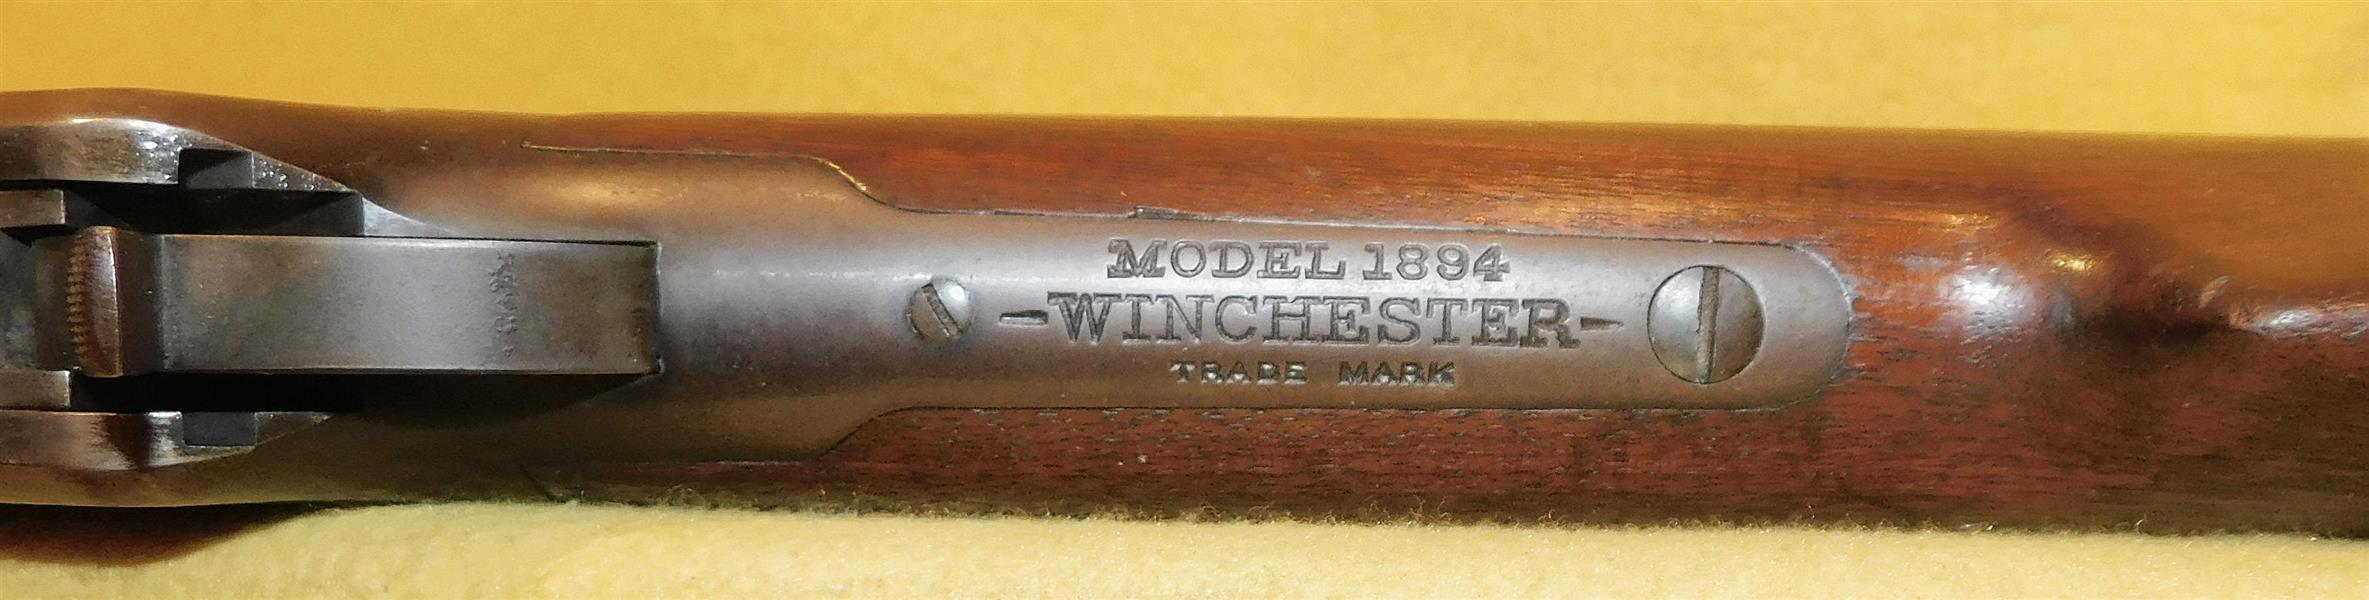 MODEL 1894
-WINCHESTER-
TRADE MARK